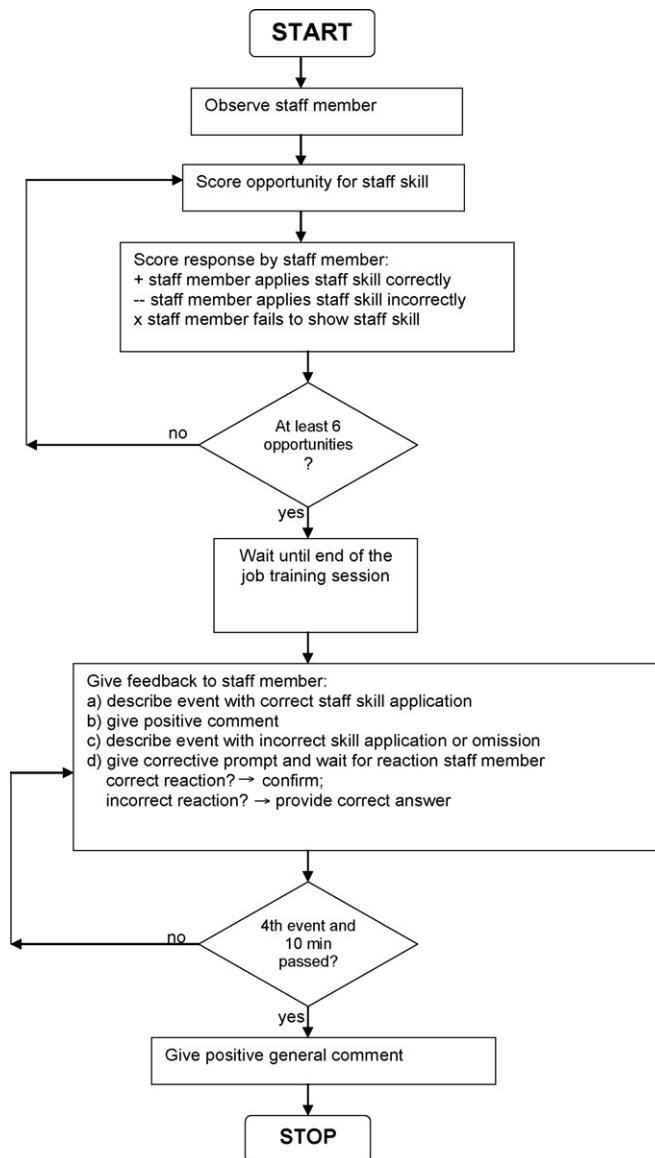 START
Observe staff member
Score opportunity for staff skill
Score response by staff member:
+ staff member applies staff skill correctly
-- staff member applies staff skill incorrectly
x staff member fails to show staff skill
At least 6
opportunities
?
no
yes
Wait until end of the
job training session
Give feedback to staff member:
a) describe event with correct staff skill application
b) give positive comment
c) describe event with incorrect skill application or omission
d) give corrective prompt and wait for reaction staff member
correct reaction? → confirm;
incorrect reaction? → provide correct answer
4th event and
10 min
passed?
no
yes
Give positive general comment
STOP